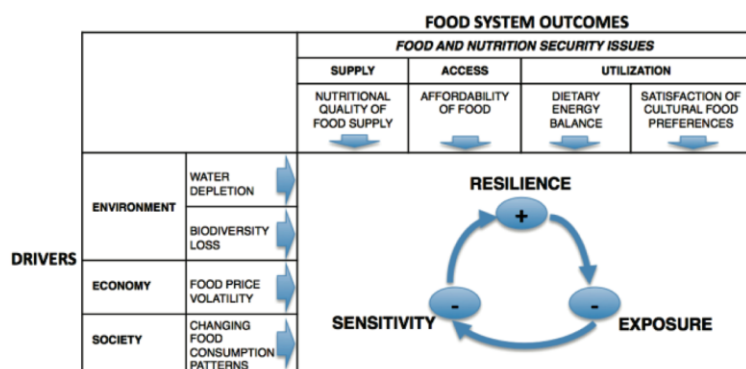 FOOD SYSTEM OUTCOMES
FOOD AND NUTRITION SECURITY ISSUES
SUPPLY
ACCESS
UTILIZATION
NUTRITIONAL
QUALITY OF
FOOD SUPPLY
AFFORDABILITY
OF FOOD
DIETARY
ENERGY
BALANCE
SATISFACTION OF
CULTURAL FOOD
PREFERENCES
DRIVERS
ENVIRONMENT
WATER
DEPLETION
BIODIVERSITY
LOSS
ECONOMY
FOOD PRICE
VOLATILITY
SOCIETY
CHANGING
FOOD
CONSUMPTION
PATTERNS
RESILIENCE
+
SENSITIVITY
-
-
EXPOSURE